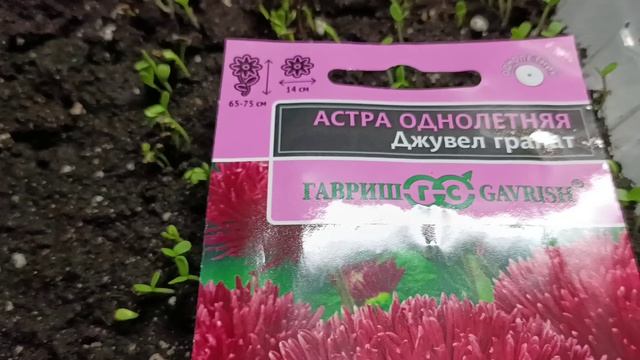 65-75 см
14 см
АСТРА ОДНОЛЕТНЯЯ
Джувел гранат
ГАВРИШ Г-С GAVRISH®